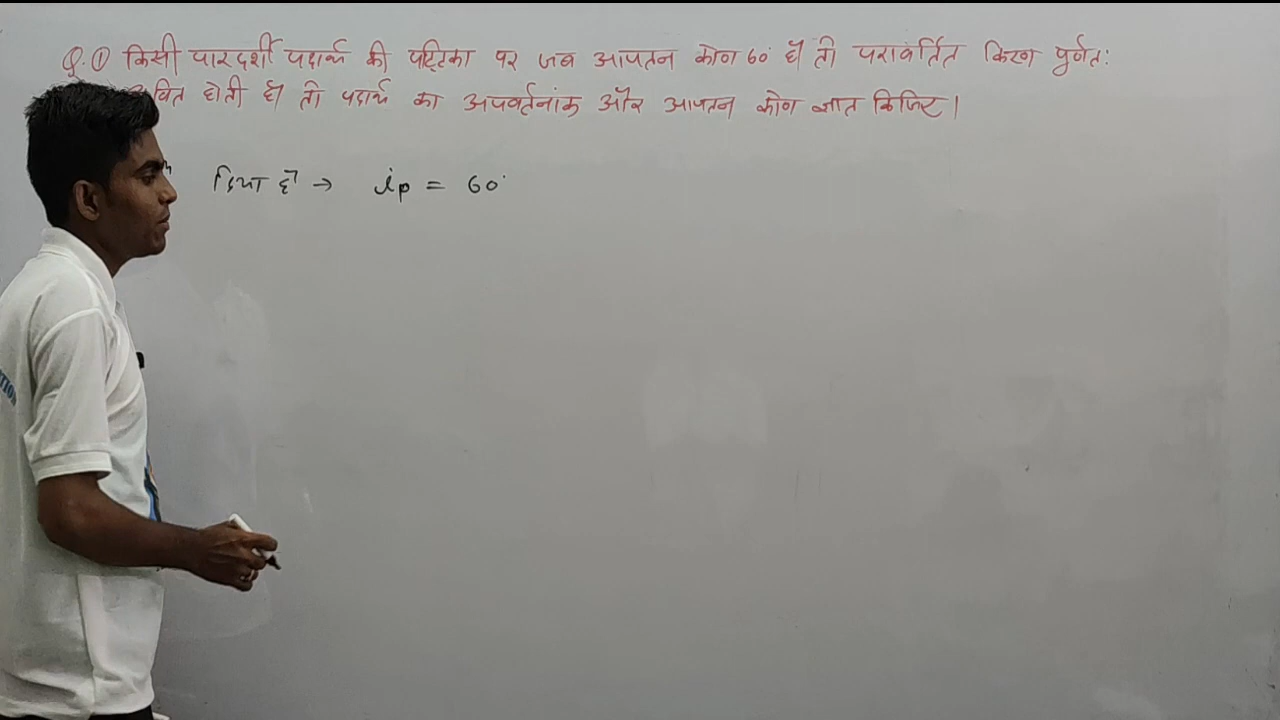 Q.① किसी पारदर्शी पदार्थ की पट्टिका पर जब आपतन कोण 60° है तो परावर्तित किरण पुर्णतः
होती है तो पदार्थ का अपवर्तनांक और आपतन कोण ज्ञात किजिए।
दिया है → ip = 60°